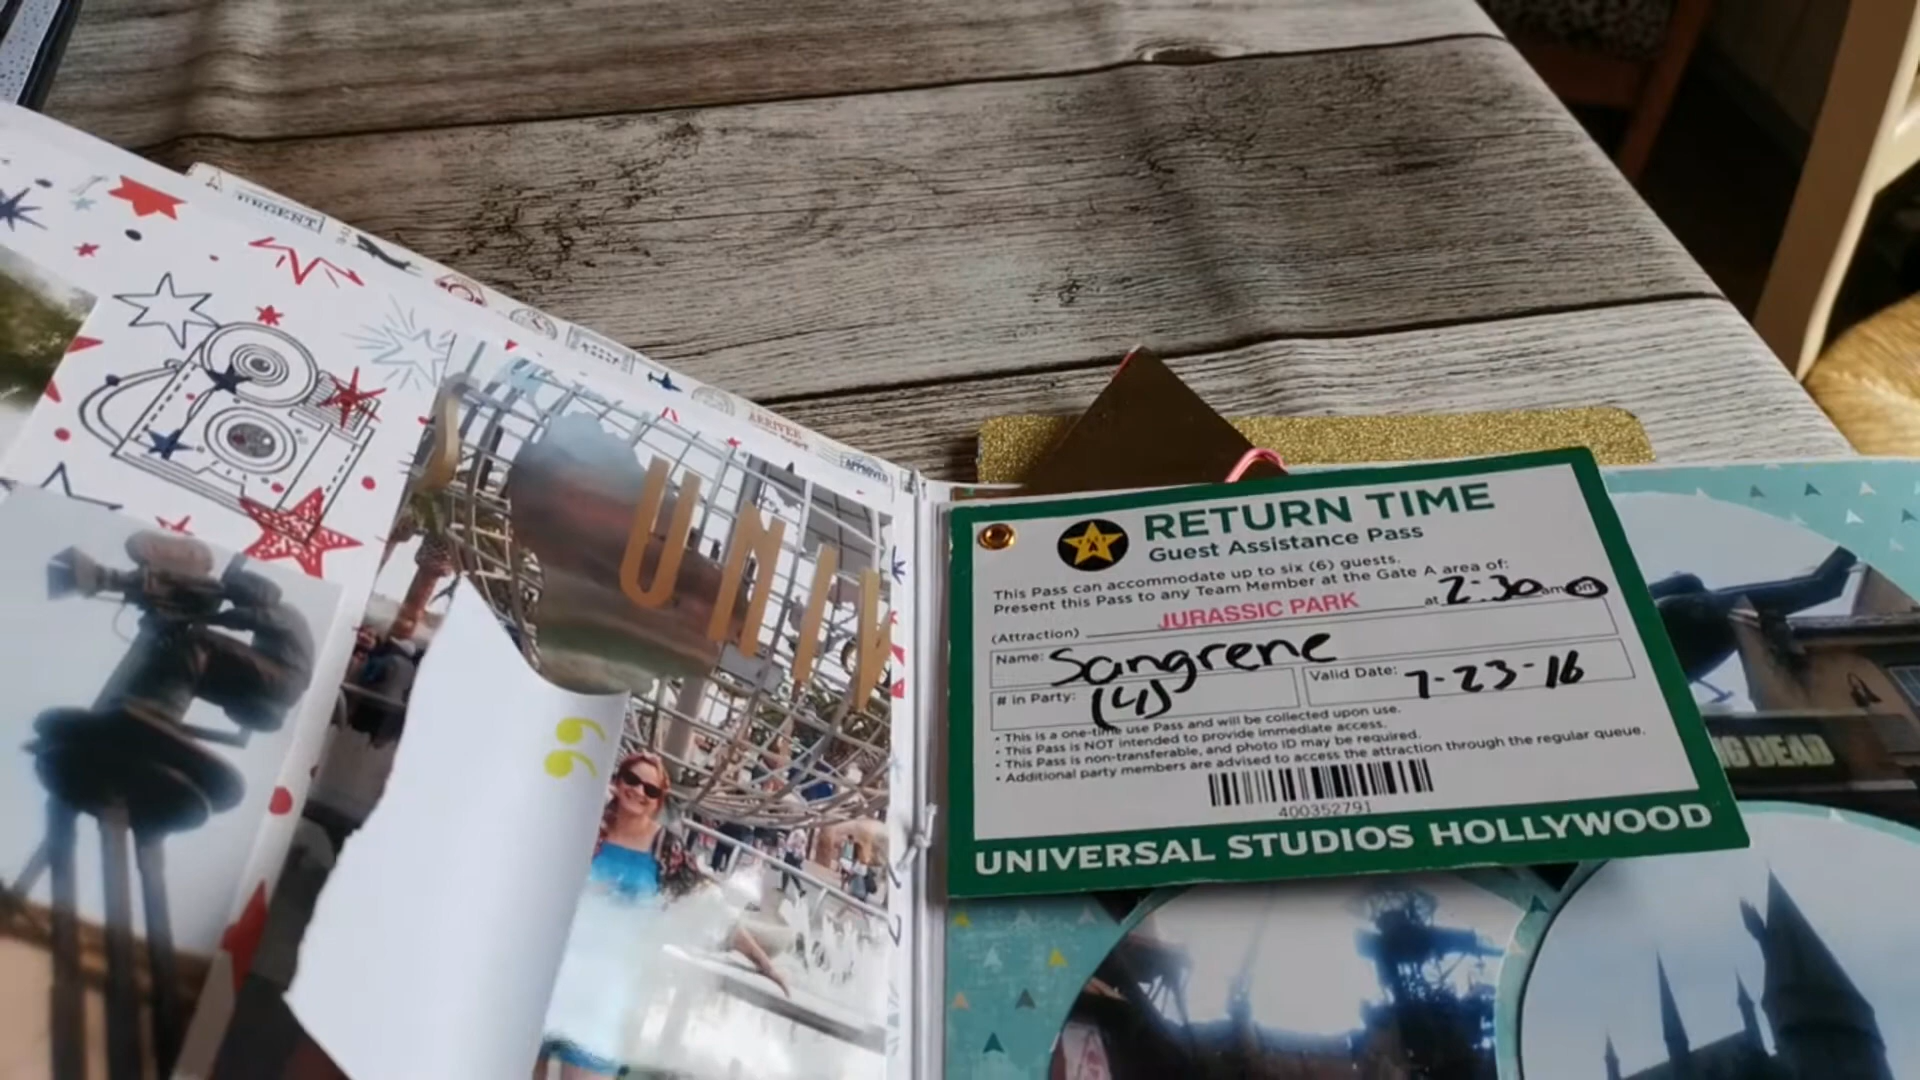 URGENT
ARRIVEE
APPROVED
UNIV
RETURN TIME
Guest Assistance Pass
This Pass can accommodate up to six (6) guests.
Present this Pass to any Team Member at the Gate A area of:
JURASSIC PARK at 2:30 am pm
(Attraction)
Name: Sangrene
# in Party: (4) Valid Date: 7-23-16
• This is a one-time use Pass and will be collected upon use.
• This Pass is NOT intended to provide immediate access.
• This Pass is non-transferable, and photo ID may be required.
• Additional party members are advised to access the attraction through the regular queue.
400352791
UNIVERSAL STUDIOS HOLLYWOOD
NG DEAD